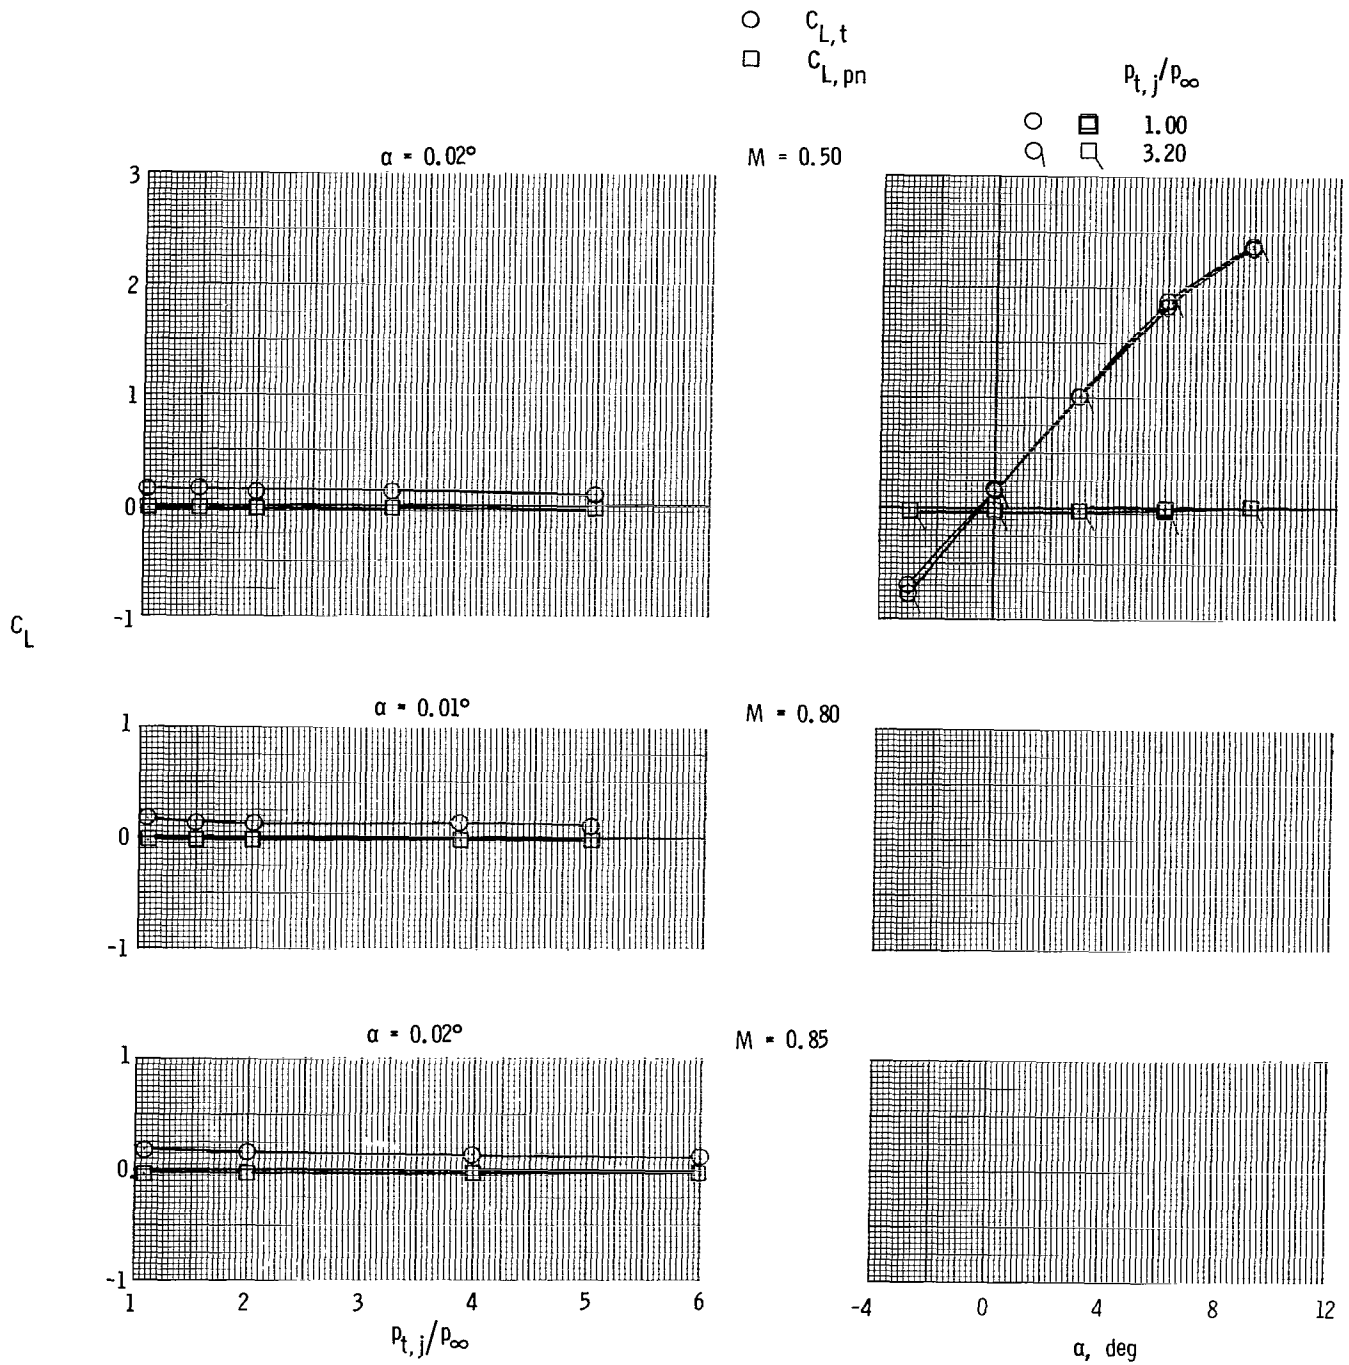 C_L,t
C_L,pn
p_t,j/p_∞
1.00
3.20
α = 0.02°
M = 0.50
3
2
1
0
-1
C_L
α = 0.01°
M = 0.80
1
0
-1
α = 0.02°
M = 0.85
1
0
-1
1 2 3 4 5 6
p_t,j/p_∞
-4 0 4 8 12
α, deg